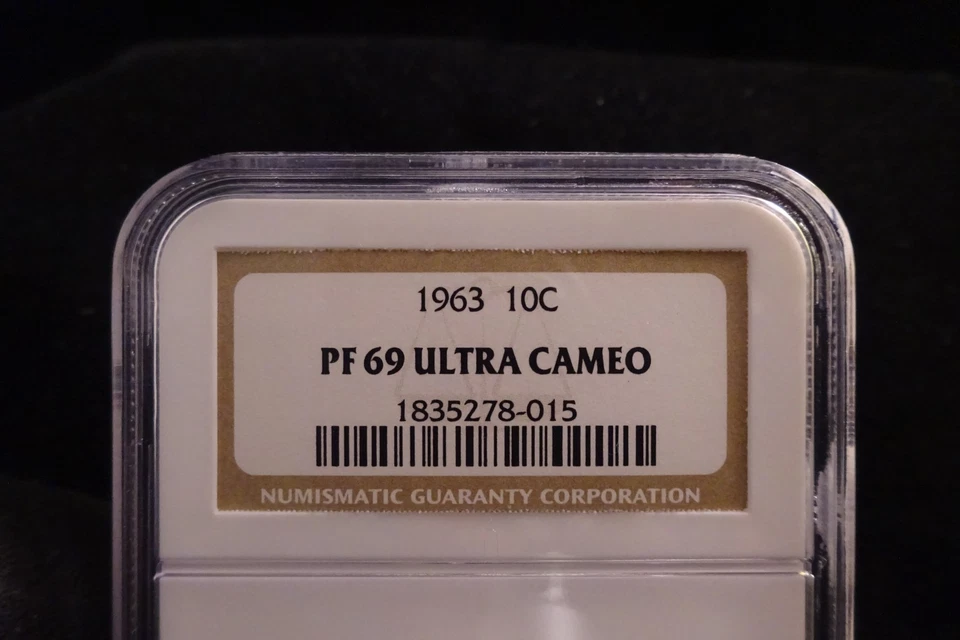 1963 10C
PF 69 ULTRA CAMEO
1835278-015
NUMISMATIC GUARANTY CORPORATION